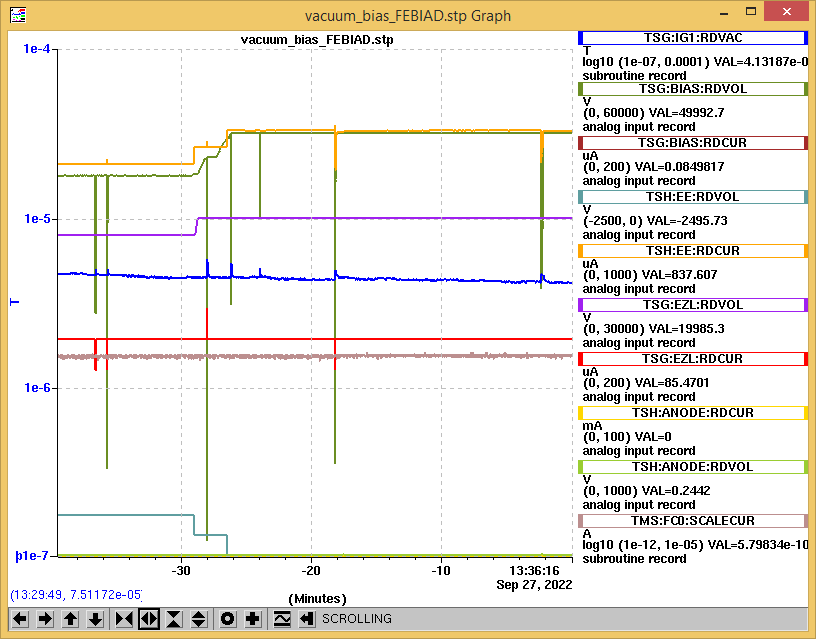 vacuum_bias_FEBIAD.stp Graph
vacuum_bias_FEBIAD.stp
1e-4
1e-5
T
1e-6
1e-7
-30
-20
-10
13:36:16
Sep 27, 2022
(Minutes)
(13:29:49, 7.51172e-05)
TSG:IG1:RDVAC
T
log10 (1e-07, 0.0001) VAL=4.13187e-0
subroutine record
TSG:BIAS:RDVOL
V
(0, 60000) VAL=49992.7
analog input record
TSG:BIAS:RDCUR
uA
(0, 200) VAL=0.0849817
analog input record
TSH:EE:RDVOL
V
(-2500, 0) VAL=-2495.73
analog input record
TSH:EE:RDCUR
uA
(0, 1000) VAL=837.607
analog input record
TSG:EZL:RDVOL
V
(0, 30000) VAL=19985.3
analog input record
TSG:EZL:RDCUR
uA
(0, 200) VAL=85.4701
analog input record
TSH:ANODE:RDCUR
mA
(0, 100) VAL=0
analog input record
TSH:ANODE:RDVOL
V
(0, 1000) VAL=0.2442
analog input record
TMS:FC0:SCALECUR
A
log10 (1e-12, 1e-05) VAL=5.79834e-10
subroutine record
SCROLLING